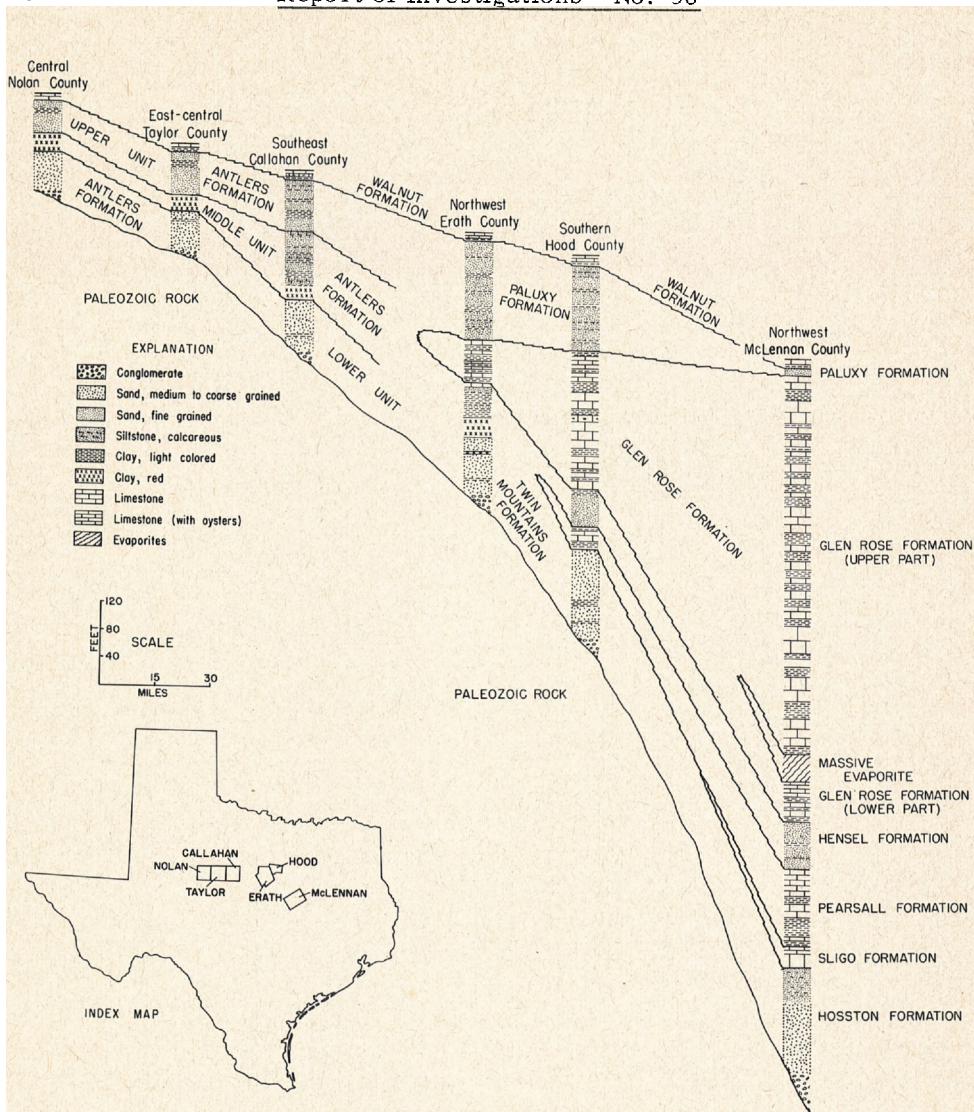 Report of Investigations—No. 98
Central
Nolan County
East-central
Taylor County
Southeast
Callahan County
Northwest
Erath County
Southern
Hood County
Northwest
McLennan County
UPPER UNIT
ANTLERS
FORMATION
MIDDLE UNIT
ANTLERS
FORMATION
ANTLERS
FORMATION
LOWER UNIT
WALNUT
FORMATION
PALUXY
FORMATION
WALNUT
FORMATION
GLEN ROSE FORMATION
TWIN
MOUNTAINS
FORMATION
PALEOZOIC ROCK
PALEOZOIC ROCK
PALUXY FORMATION
GLEN ROSE FORMATION
(UPPER PART)
MASSIVE
EVAPORITE
GLEN ROSE FORMATION
(LOWER PART)
HENSEL FORMATION
PEARSALL FORMATION
SLIGO FORMATION
HOSSTON FORMATION
EXPLANATION
Conglomerate
Sand, medium to coarse grained
Sand, fine grained
Siltstone, calcareous
Clay, light colored
Clay, red
Limestone
Limestone (with oysters)
Evaporites
120
80
40
FEET
SCALE
15 30
MILES
CALLAHAN
NOLAN
TAYLOR
HOOD
ERATH
McLENNAN
INDEX MAP